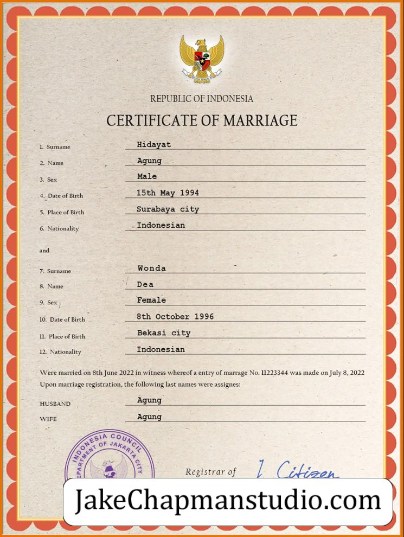 REPUBLIC OF INDONESIA
CERTIFICATE OF MARRIAGE
1. Surname Hidayat
2. Name Agung
3. Sex Male
4. Date of Birth 15th May 1994
5. Place of Birth Surabaya city
6. Nationality Indonesian
and
7. Surname Wonda
8. Name Dea
9. Sex Female
10. Date of Birth 8th October 1996
11. Place of Birth Bekasi city
12. Nationality Indonesian
Were married on 8th June 2022 in witness whereof a entry of marrage No. II223344 was made on July 8, 2022
Upon marriage registration, the following last names were assignes:
HUSBAND Agung
WIFE Agung
INDONESIA COUNCIL
DEPARTMENT OF JAKARTA CITY
Registrar of I Citizen
JakeChapmanstudio.com